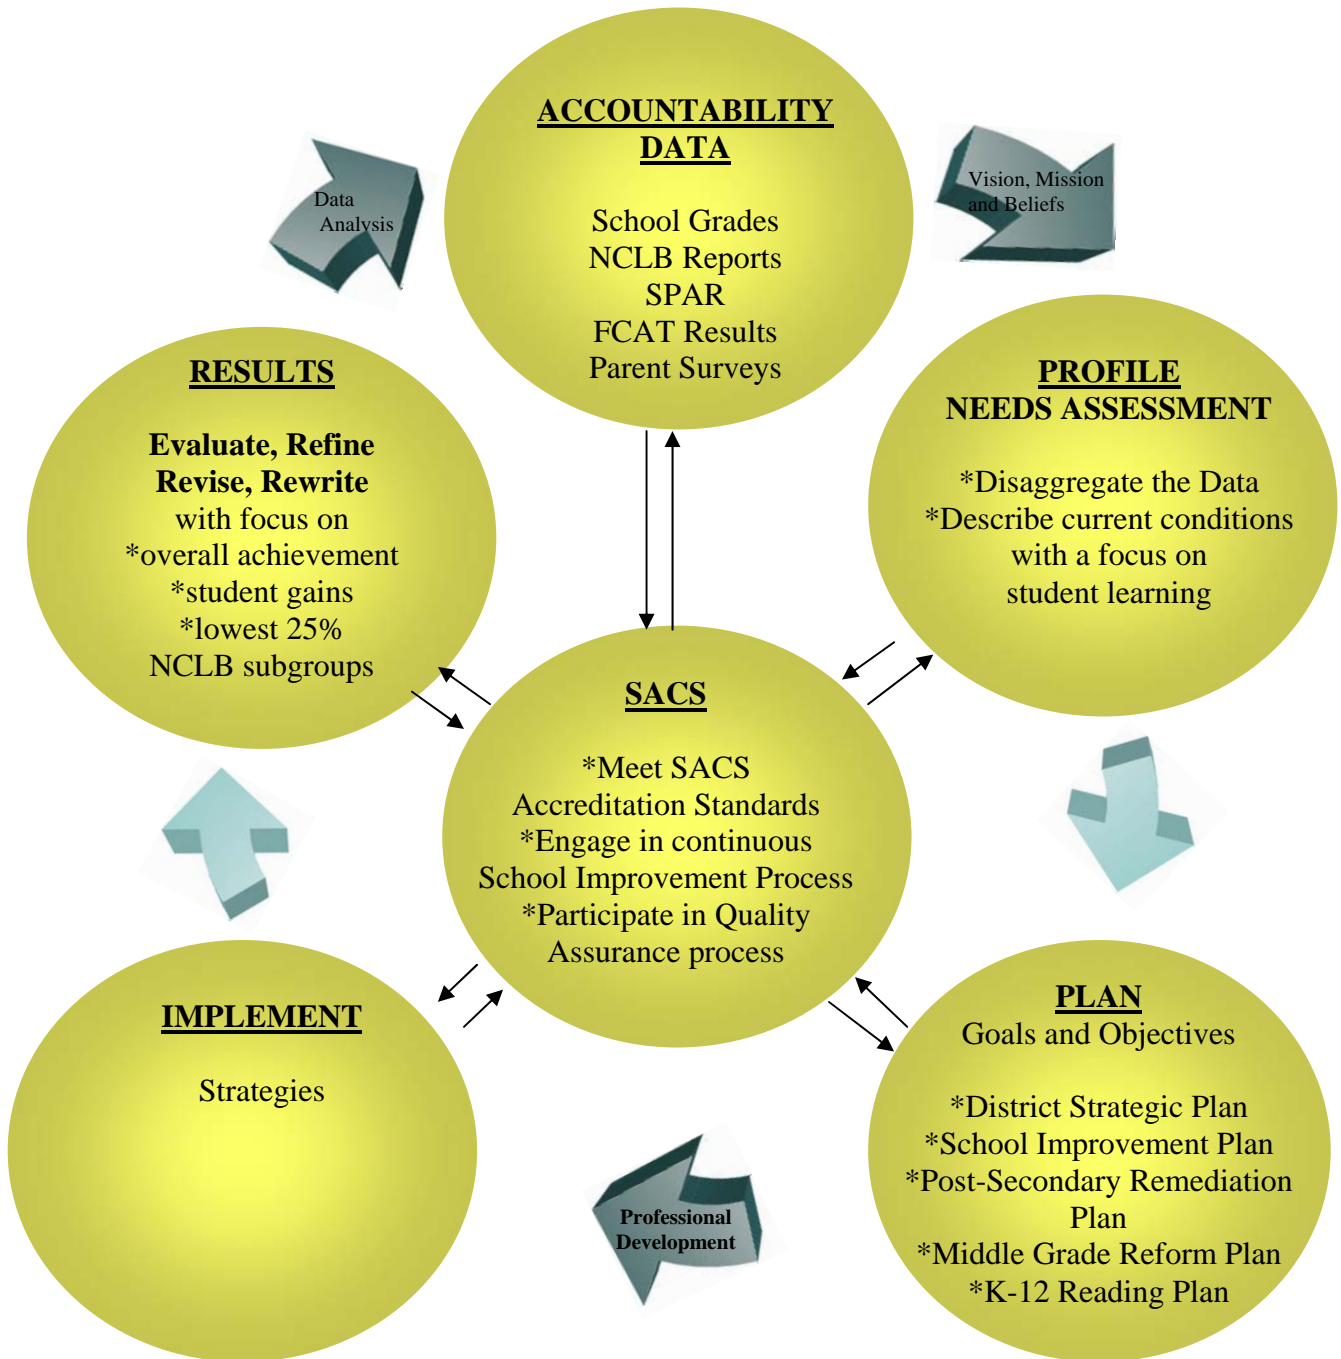 ACCOUNTABILITY
DATA
School Grades
NCLB Reports
SPAR
FCAT Results
Parent Surveys
Data
Analysis
Vision, Mission
and Beliefs
RESULTS
Evaluate, Refine
Revise, Rewrite
with focus on
*overall achievement
*student gains
*lowest 25%
NCLB subgroups
PROFILE
NEEDS ASSESSMENT
*Disaggregate the Data
*Describe current conditions
with a focus on
student learning
SACS
*Meet SACS
Accreditation Standards
*Engage in continuous
School Improvement Process
*Participate in Quality
Assurance process
IMPLEMENT
Strategies
Professional
Development
PLAN
Goals and Objectives
*District Strategic Plan
*School Improvement Plan
*Post-Secondary Remediation
Plan
*Middle Grade Reform Plan
*K-12 Reading Plan